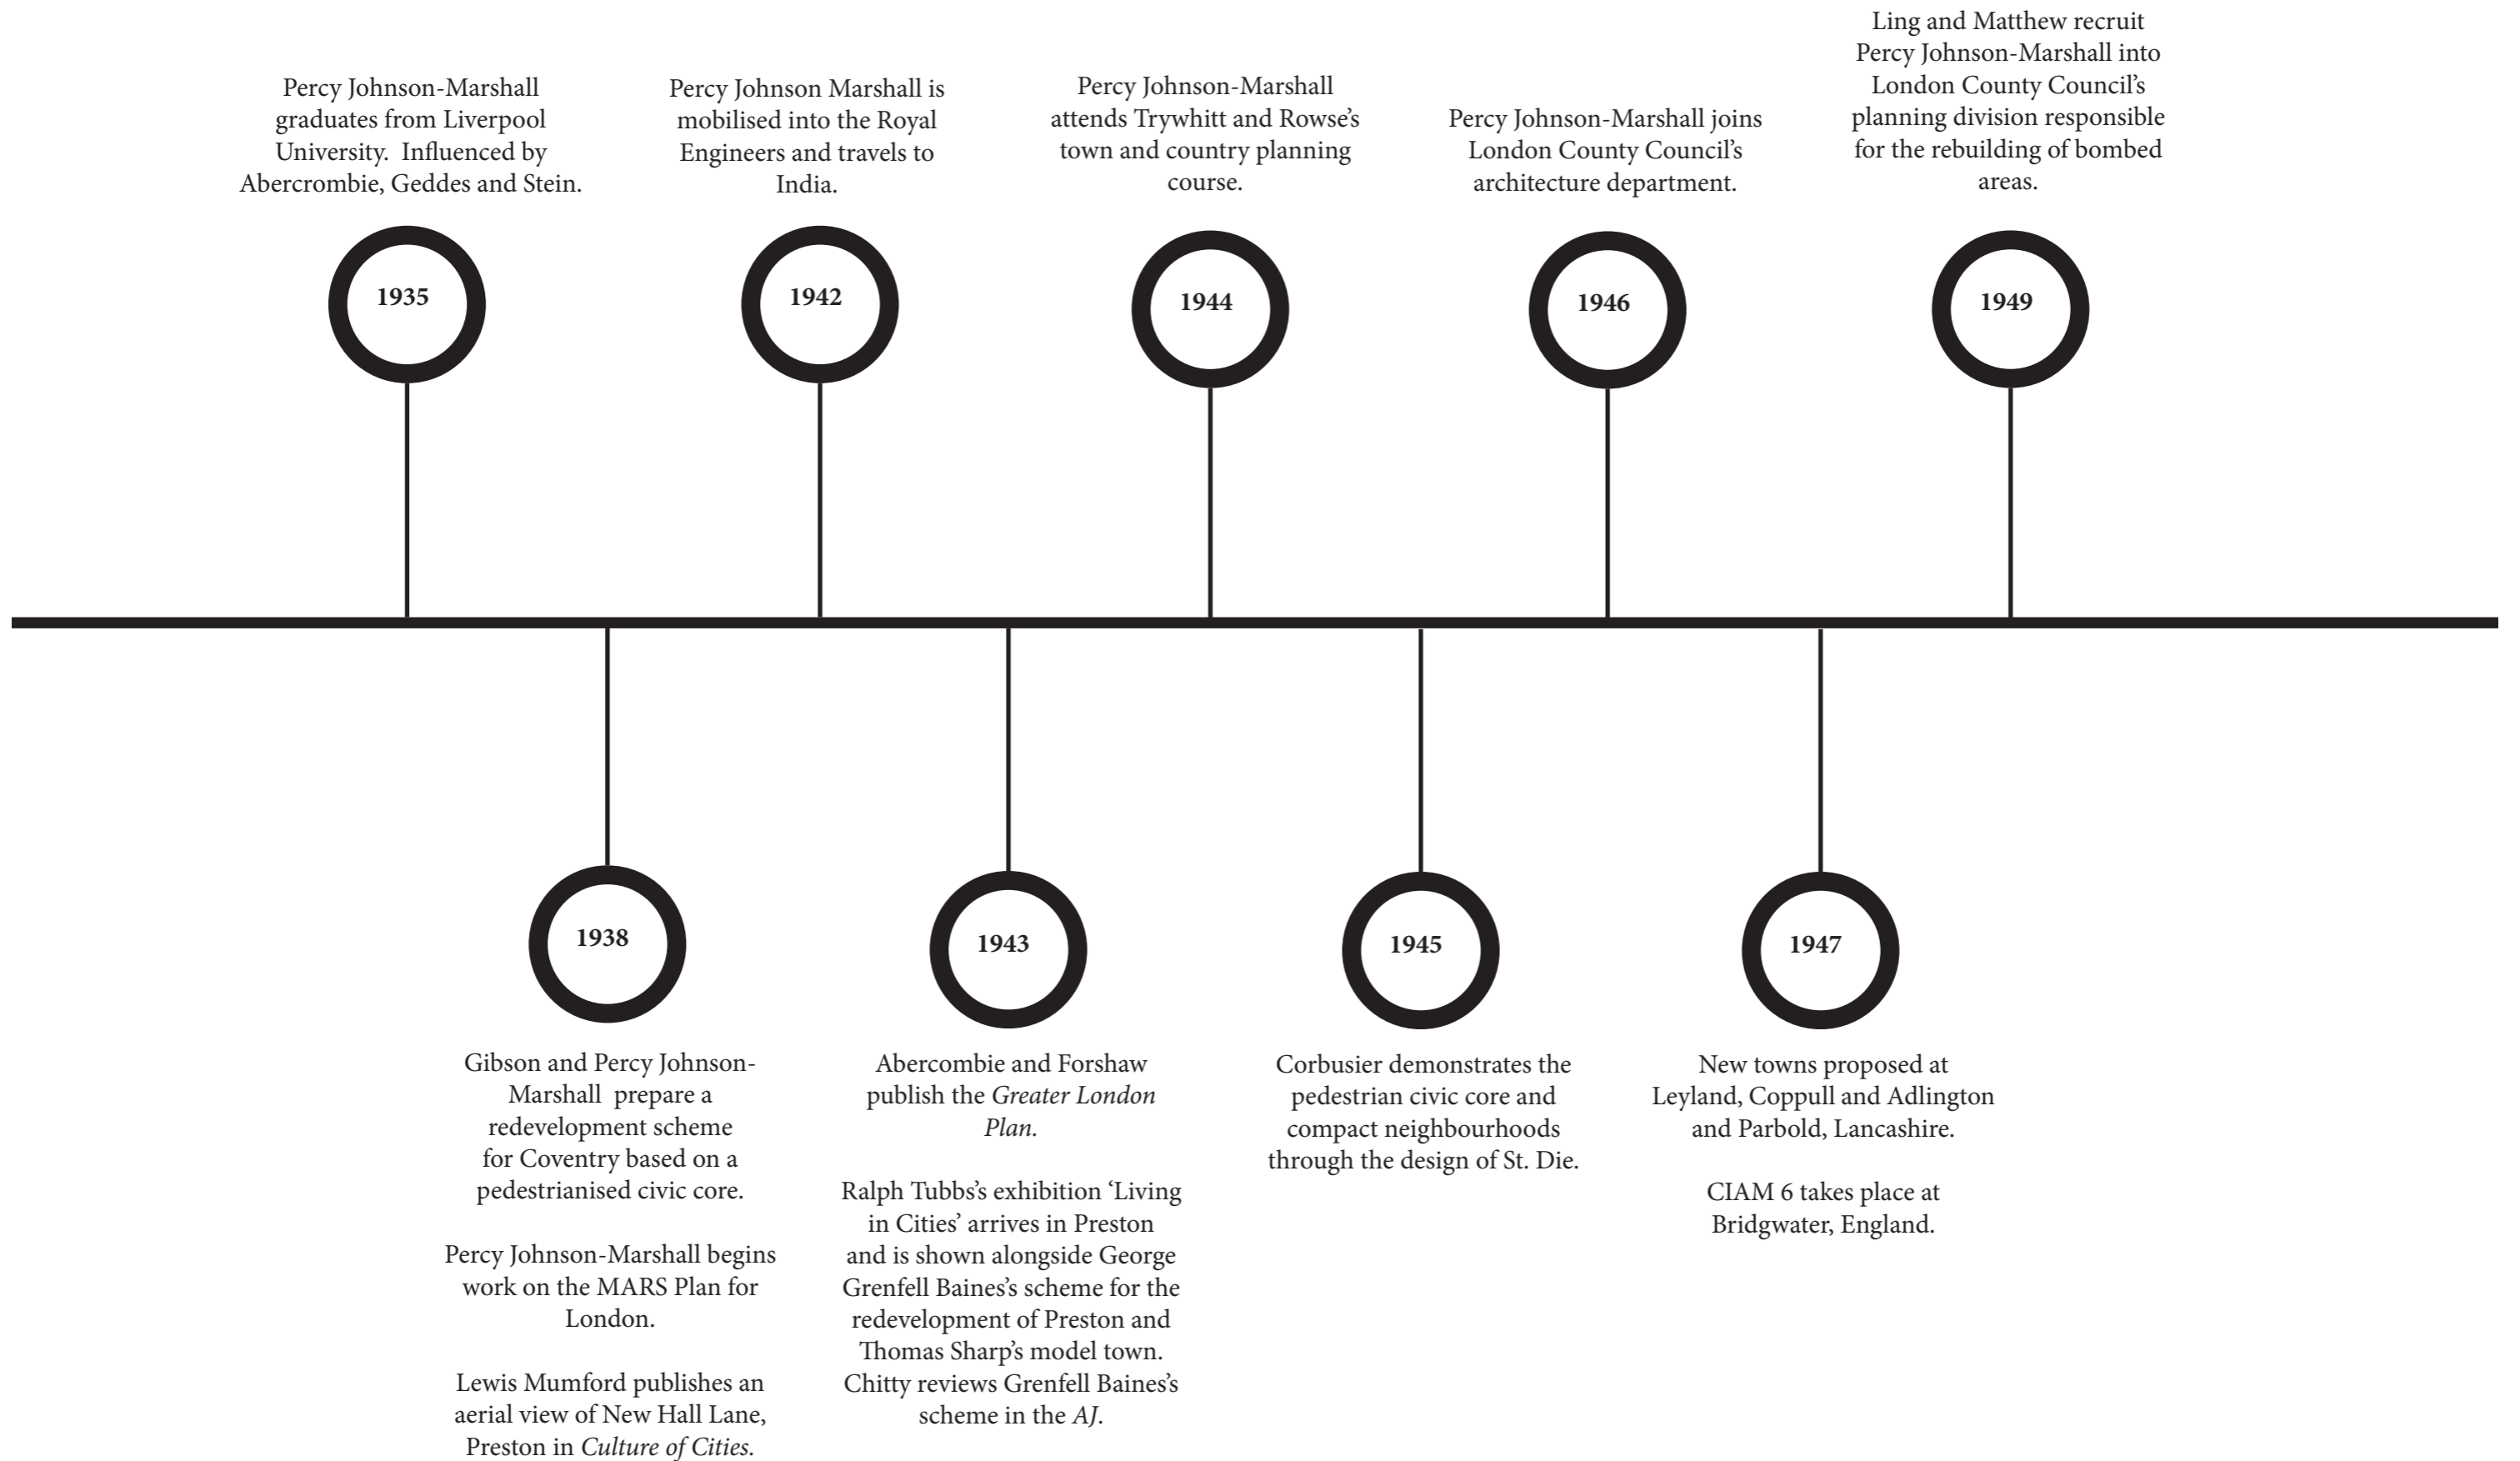 Percy Johnson-Marshall
graduates from Liverpool
University.  Influenced by
Abercrombie, Geddes and Stein.
1935
Percy Johnson Marshall is
mobilised into the Royal
Engineers and travels to
India.
1942
Percy Johnson-Marshall
attends Trywhitt and Rowse’s
town and country planning
course.
1944
Percy Johnson-Marshall joins
London County Council’s
architecture department.
1946
Ling and Matthew recruit
Percy Johnson-Marshall into
London County Council’s
planning division responsible
for the rebuilding of bombed
areas.
1949
1938
Gibson and Percy Johnson-
Marshall  prepare a
redevelopment scheme
for Coventry based on a
pedestrianised civic core.
Percy Johnson-Marshall begins
work on the MARS Plan for
London.
Lewis Mumford publishes an
aerial view of New Hall Lane,
Preston in Culture of Cities.
1943
Abercombie and Forshaw
publish the Greater London
Plan.
Ralph Tubbs’s exhibition ‘Living
in Cities’ arrives in Preston
and is shown alongside George
Grenfell Baines’s scheme for the
redevelopment of Preston and
Thomas Sharp’s model town.
Chitty reviews Grenfell Baines’s
scheme in the AJ.
1945
Corbusier demonstrates the
pedestrian civic core and
compact neighbourhoods
through the design of St. Die.
1947
New towns proposed at
Leyland, Coppull and Adlington
and Parbold, Lancashire.
CIAM 6 takes place at
Bridgwater, England.